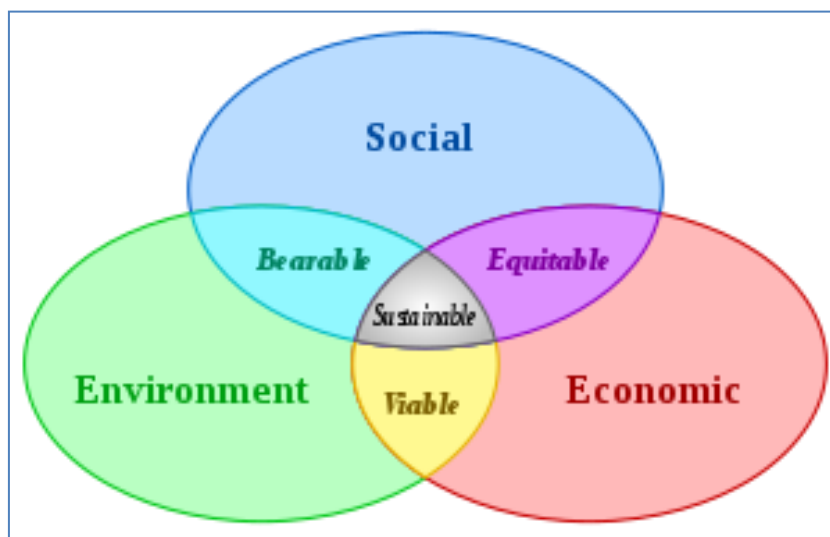 Social
Bearable
Equitable
Sustainable
Environment
Viable
Economic